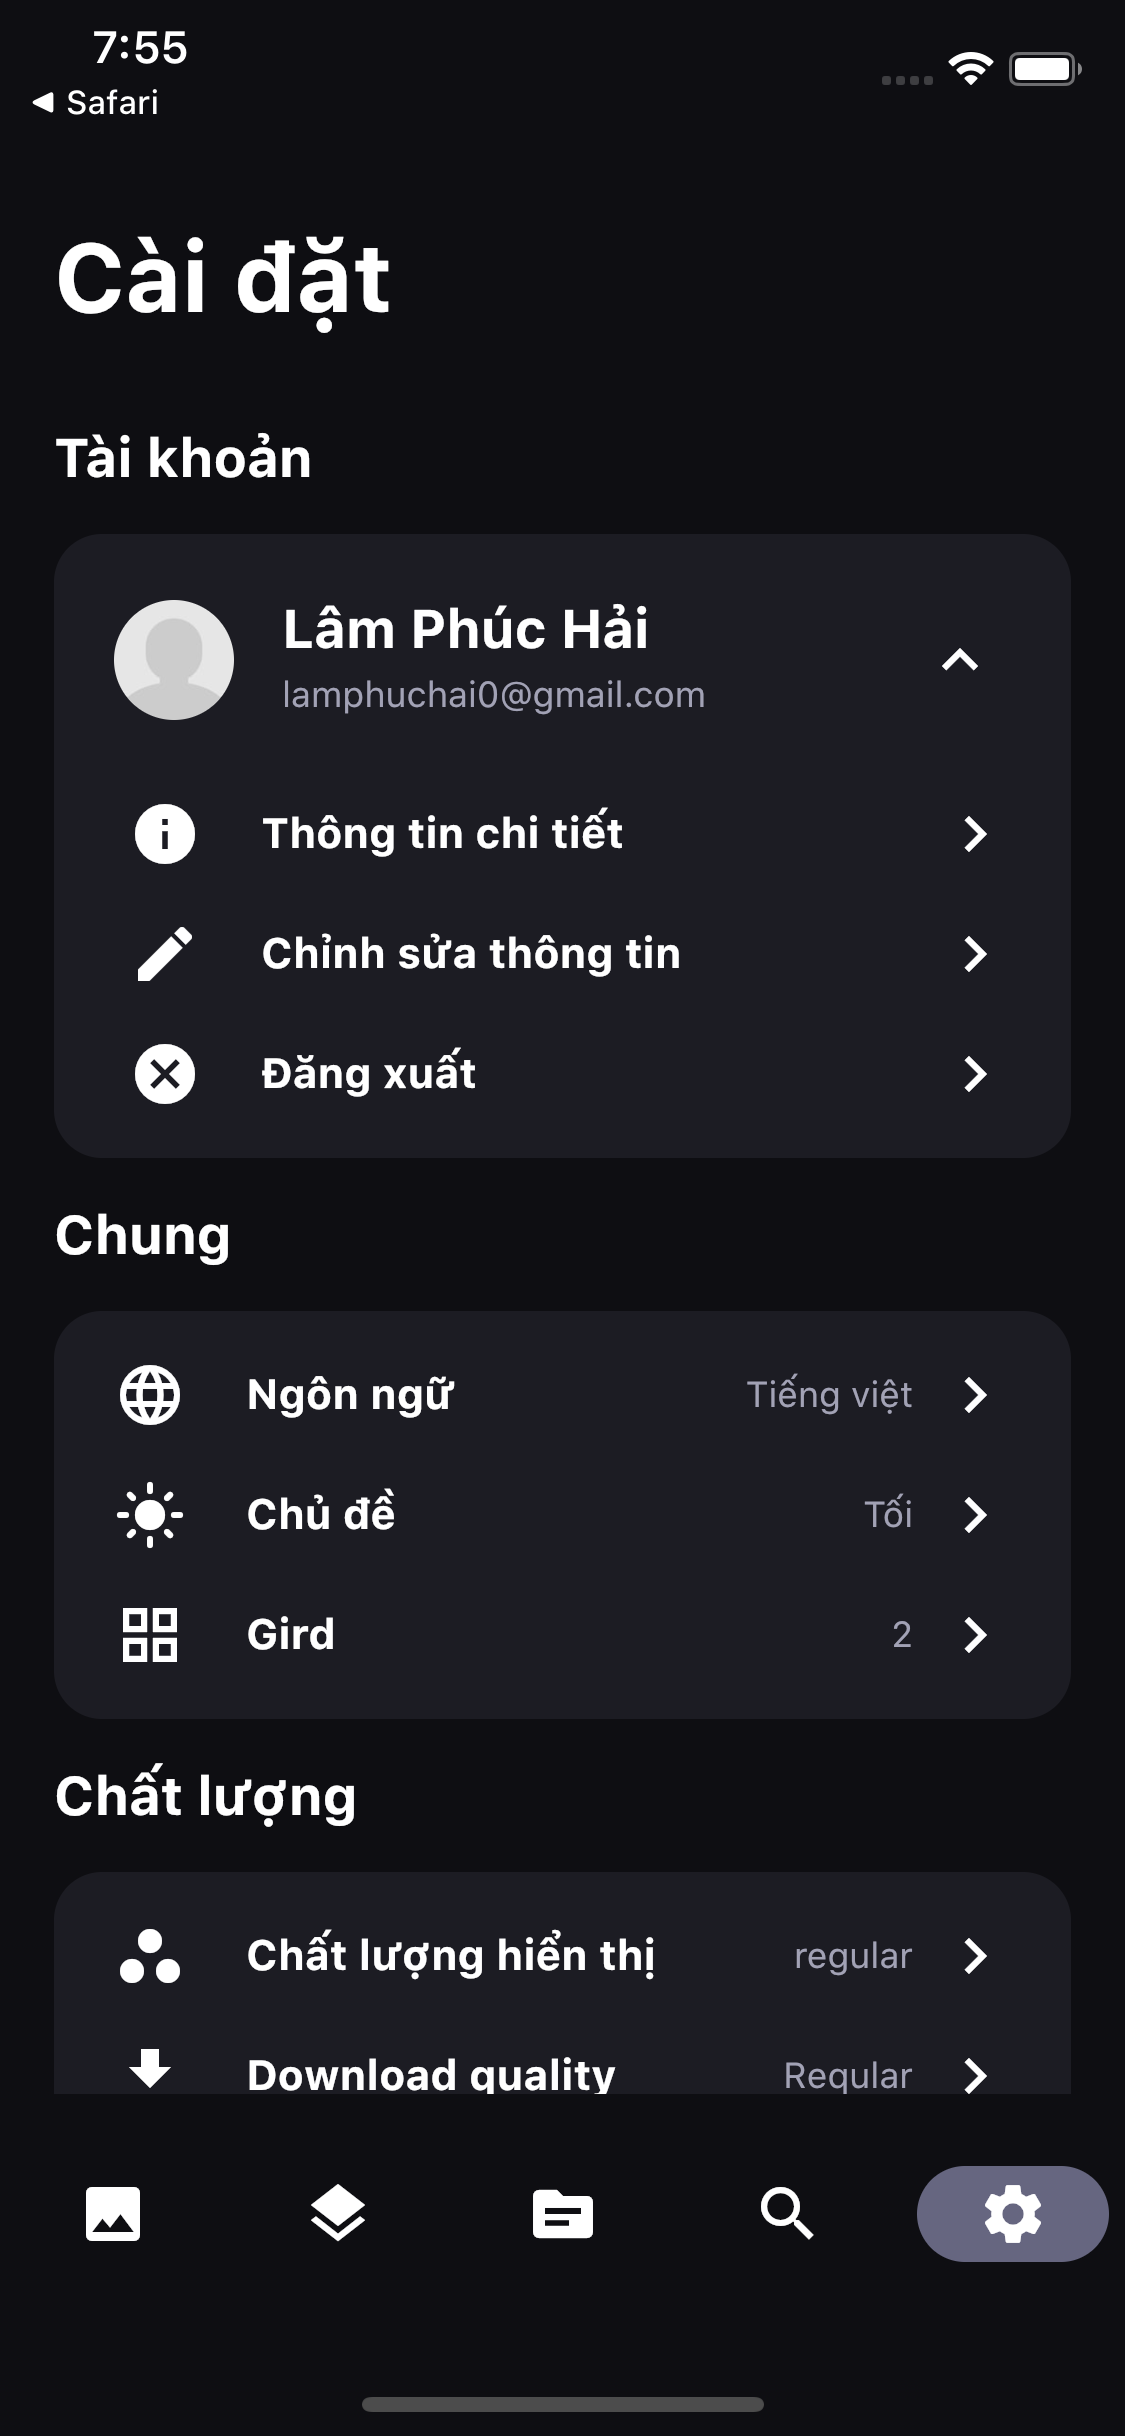 7:55
Safari
Cài đặt
Tài khoản
Lâm Phúc Hải
lamphuchai0@gmail.com
Thông tin chi tiết
Chỉnh sửa thông tin
Đăng xuất
Chung
Ngôn ngữ Tiếng việt
Chủ đề Tối
Gird 2
Chất lượng
Chất lượng hiển thị regular
Download quality Regular